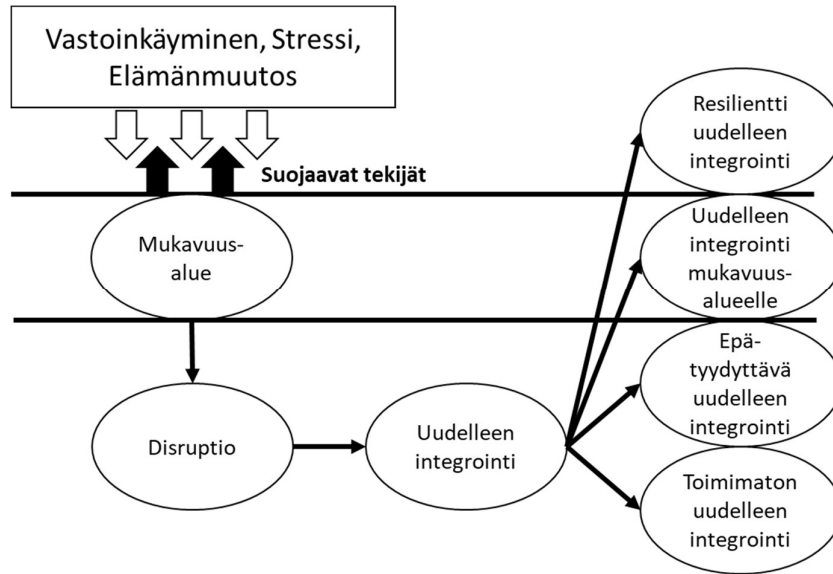 Vastoinkäyminen, Stressi,
Elämänmuutos
Suojaavat tekijät
Mukavuus-
alue
Disruptio
Uudelleen
integrointi
Resilientti
uudelleen
integrointi
Uudelleen
integrointi
mukavuus-
alueelle
Epä-
tyydyttävä
uudelleen
integrointi
Toimimaton
uudelleen
integrointi